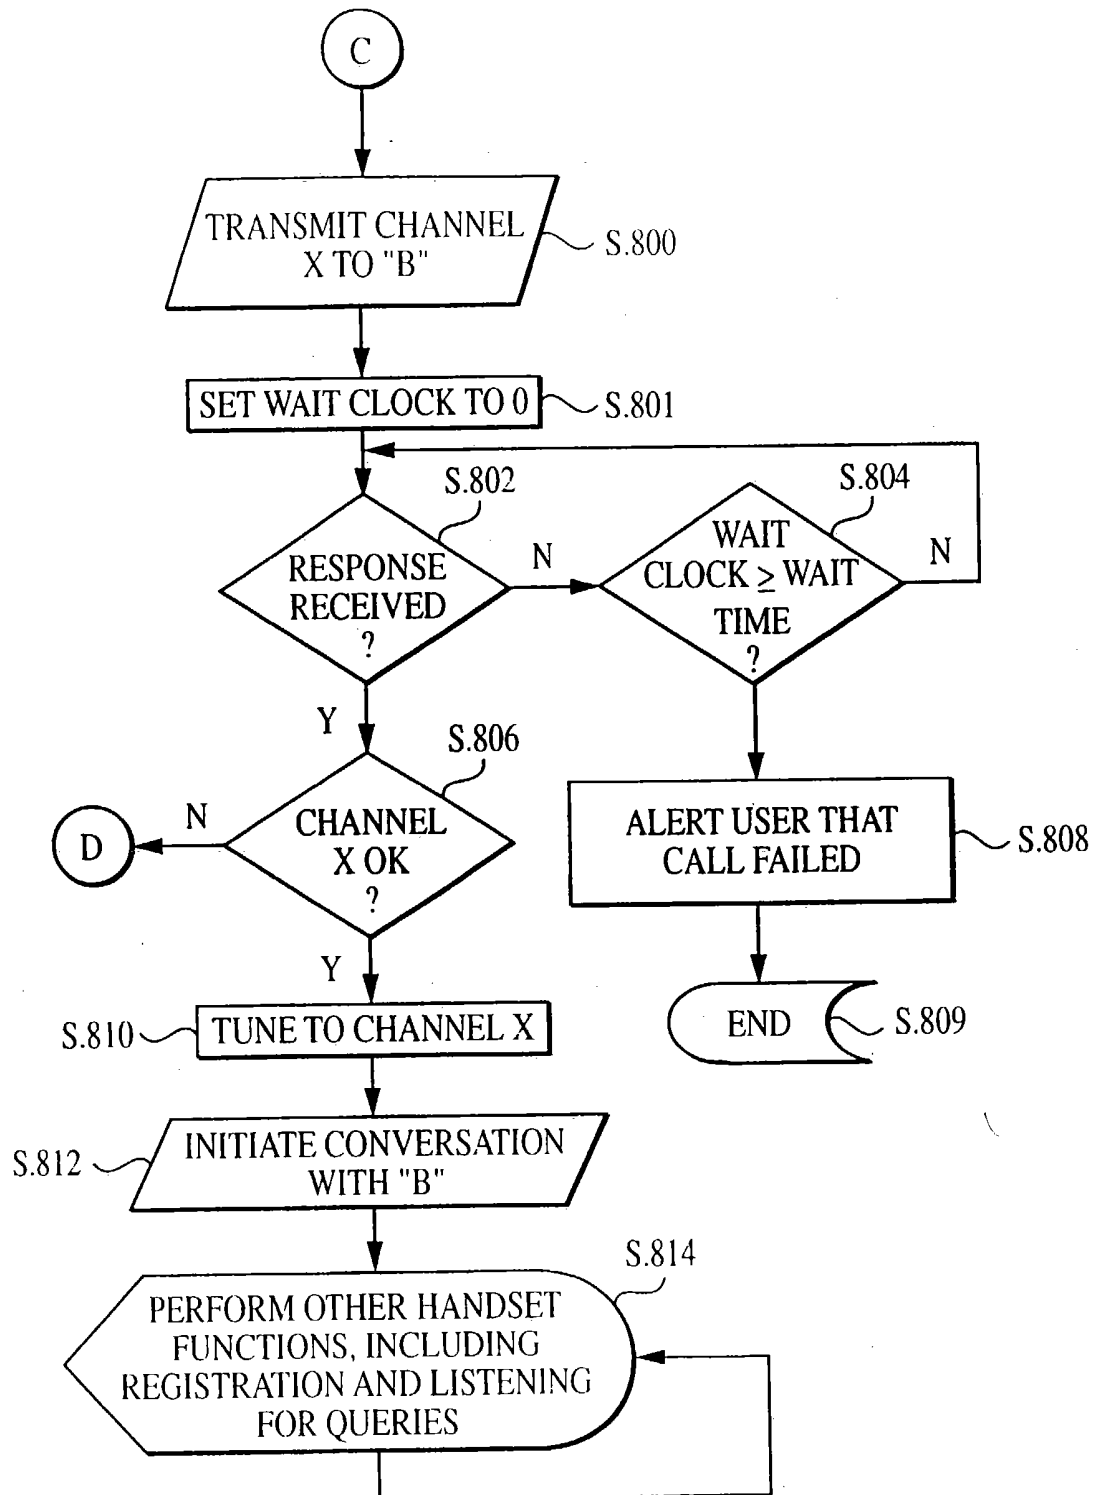 C
TRANSMIT CHANNEL
X TO "B"
S.800
SET WAIT CLOCK TO 0
S.801
S.802
RESPONSE
RECEIVED
?
N
S.804
WAIT
CLOCK ≥ WAIT
TIME
?
N
Y
S.806
CHANNEL
X OK
?
N
D
ALERT USER THAT
CALL FAILED
S.808
Y
S.810
TUNE TO CHANNEL X
END
S.809
S.812
INITIATE CONVERSATION
WITH "B"
S.814
PERFORM OTHER HANDSET
FUNCTIONS, INCLUDING
REGISTRATION AND LISTENING
FOR QUERIES